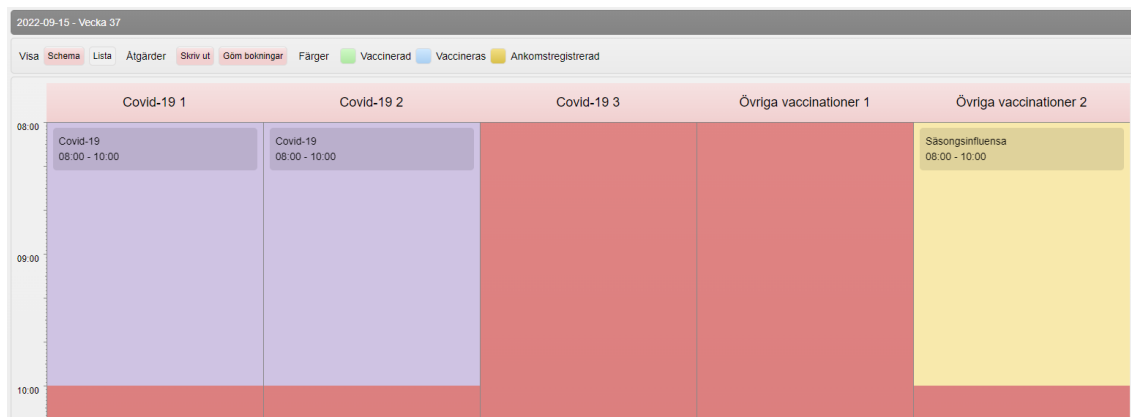 2022-09-15 - Vecka 37
Visa Schema Lista Åtgärder Skriv ut Göm bokningar Färger Vaccinerad Vaccineras Ankomstregistrerad
Covid-19 1 Covid-19 2 Covid-19 3 Övriga vaccinationer 1 Övriga vaccinationer 2
08:00
Covid-19 Covid-19 Säsongsinfluensa
08:00 - 10:00 08:00 - 10:00 08:00 - 10:00
09:00
10:00